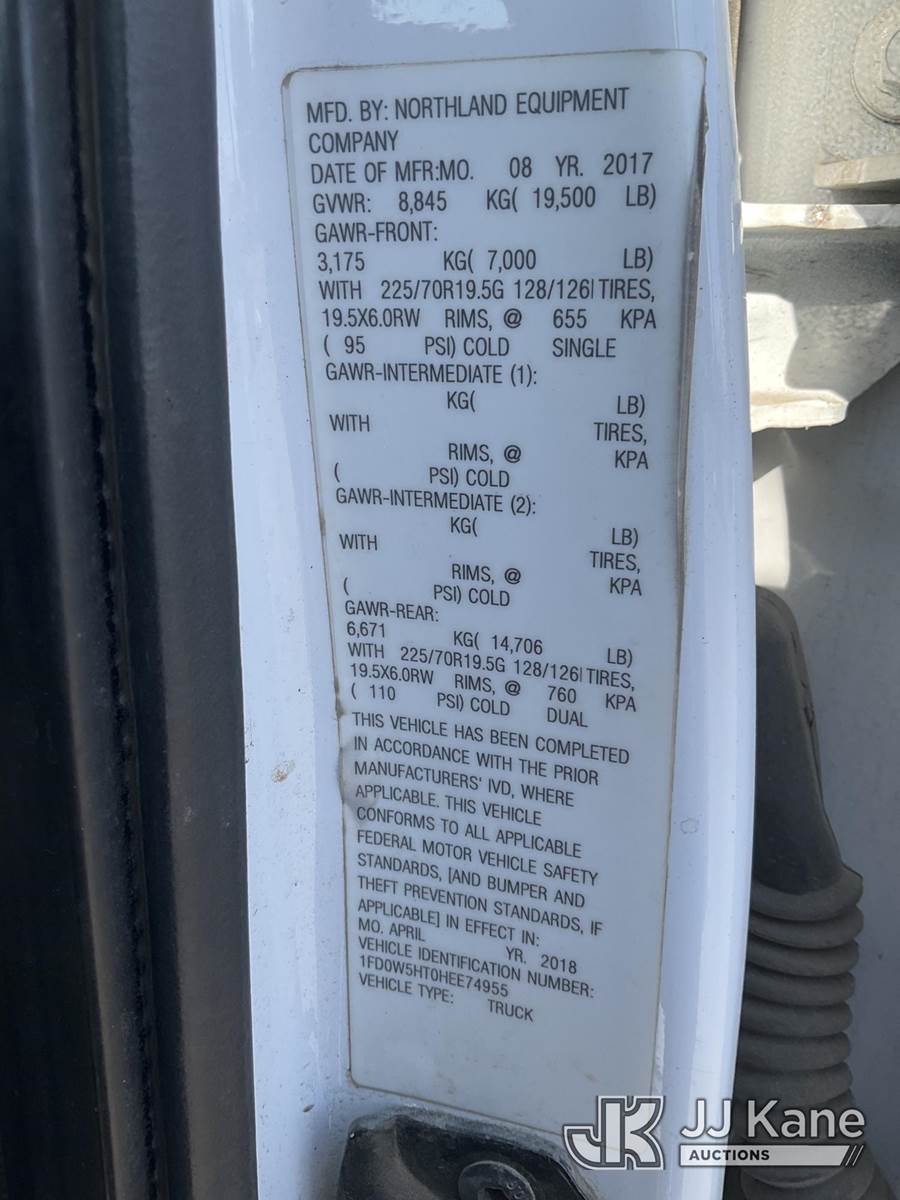 MFD. BY: NORTHLAND EQUIPMENT
COMPANY
DATE OF MFR:MO. 08 YR. 2017
GVWR: 8,845 KG( 19,500 LB)
GAWR-FRONT:
3,175 KG( 7,000 LB)
WITH 225/70R19.5G 128/126 TIRES,
19.5X6.0RW RIMS, @ 655 KPA
( 95 PSI) COLD SINGLE
GAWR-INTERMEDIATE (1):
KG( LB)
WITH TIRES,
RIMS, @ KPA
( PSI) COLD
GAWR-INTERMEDIATE (2):
KG( LB)
WITH TIRES,
RIMS, @ KPA
( PSI) COLD
GAWR-REAR:
6,671 KG( 14,706 LB)
WITH 225/70R19.5G 128/126 TIRES,
19.5X6.0RW RIMS, @ 760 KPA
( 110 PSI) COLD DUAL
THIS VEHICLE HAS BEEN COMPLETED
IN ACCORDANCE WITH THE PRIOR
MANUFACTURERS' IVD, WHERE
APPLICABLE. THIS VEHICLE
CONFORMS TO ALL APPLICABLE
FEDERAL MOTOR VEHICLE SAFETY
STANDARDS, [AND BUMPER AND
THEFT PREVENTION STANDARDS, IF
APPLICABLE] IN EFFECT IN:
MO. APRIL YR. 2018
VEHICLE IDENTIFICATION NUMBER:
1FD0W5HT0HEE74955
VEHICLE TYPE: TRUCK
JK JJ Kane
AUCTIONS